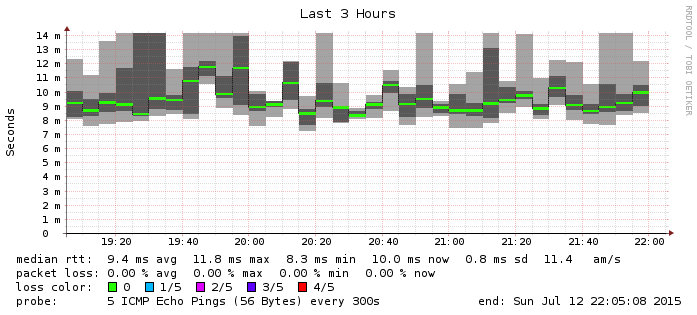 Last 3 Hours
RRDTOOL / TOBI OETIKER
Seconds
14 m
13 m
12 m
11 m
10 m
9 m
8 m
7 m
6 m
5 m
4 m
3 m
2 m
1 m
0
19:20 19:40 20:00 20:20 20:40 21:00 21:20 21:40 22:00
median rtt: 9.4 ms avg 11.8 ms max 8.3 ms min 10.0 ms now 0.8 ms sd 11.4 am/s
packet loss: 0.00 % avg 0.00 % max 0.00 % min 0.00 % now
loss color: 0 1/5 2/5 3/5 4/5
probe: 5 ICMP Echo Pings (56 Bytes) every 300s end: Sun Jul 12 22:05:08 2015